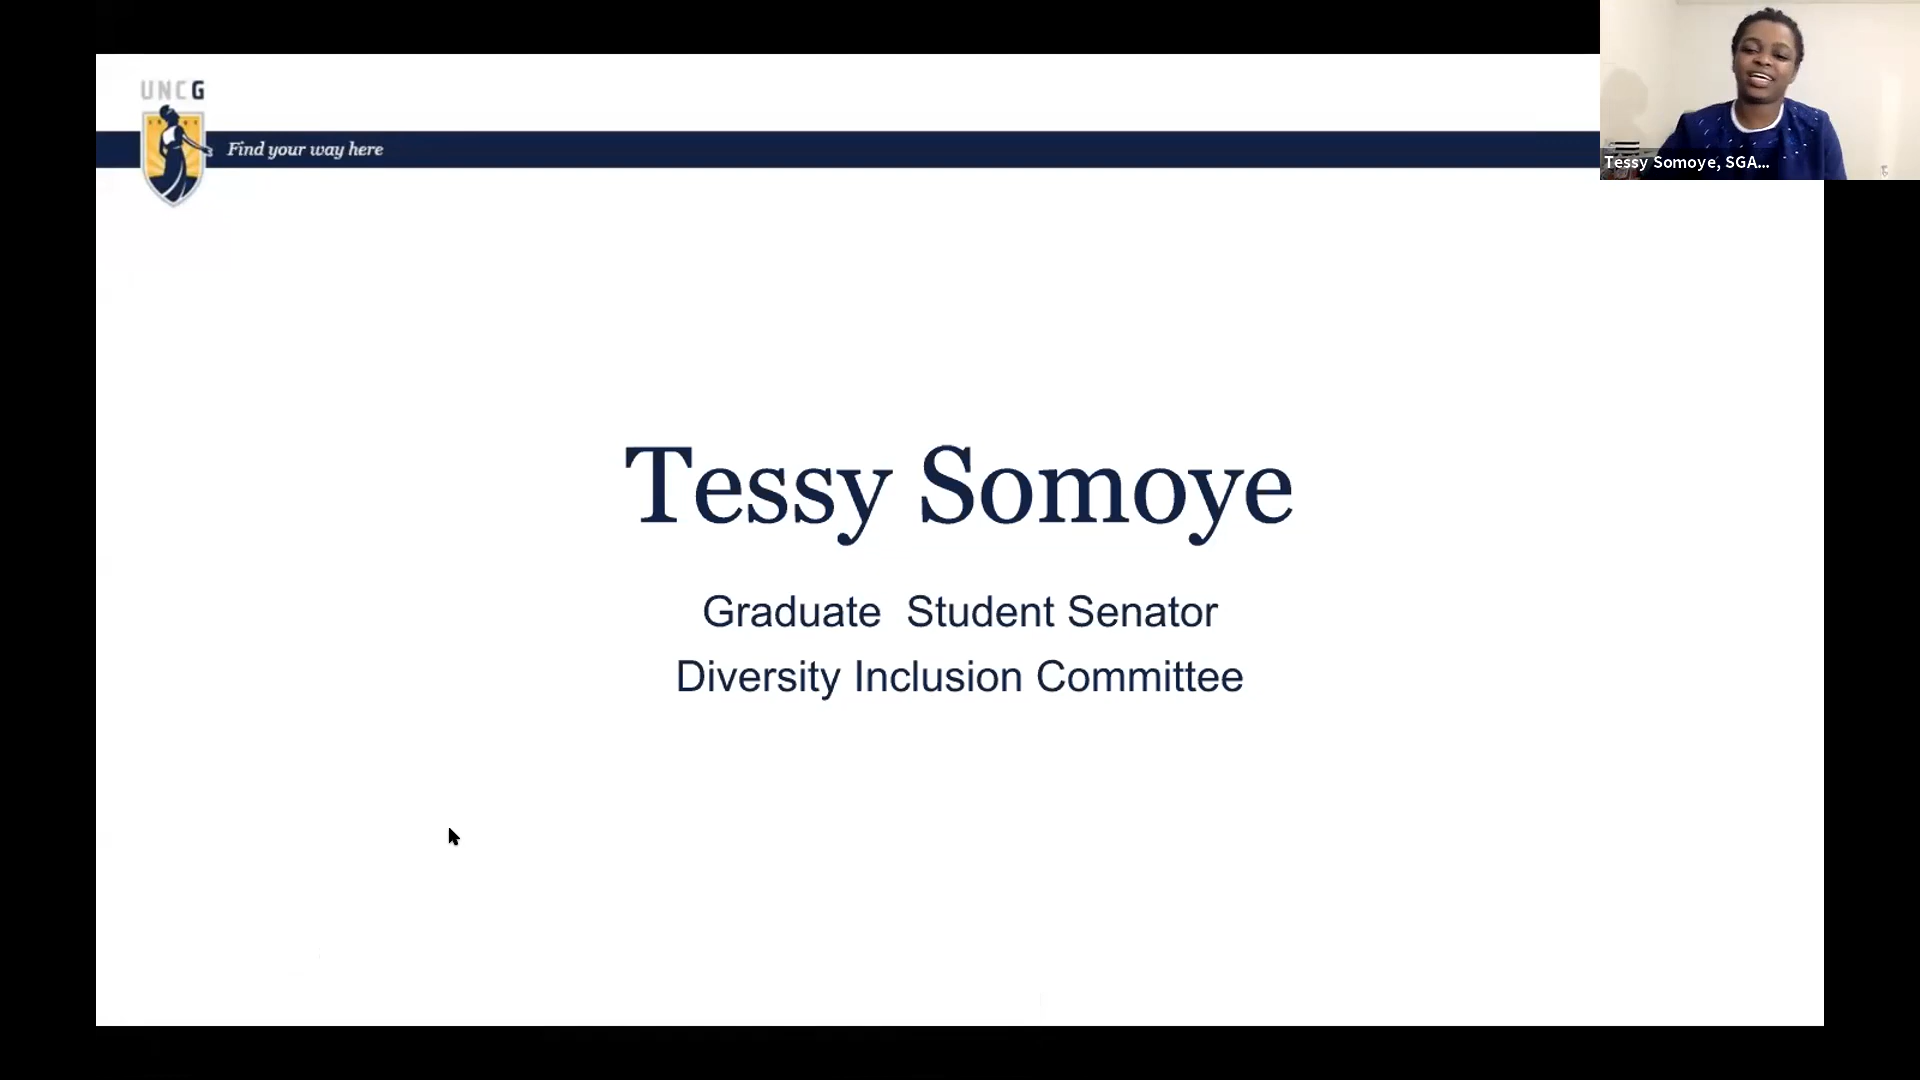 UNCG
Find your way here
Tessy Somoye, SGA...
Tessy Somoye
Graduate  Student Senator
Diversity Inclusion Committee